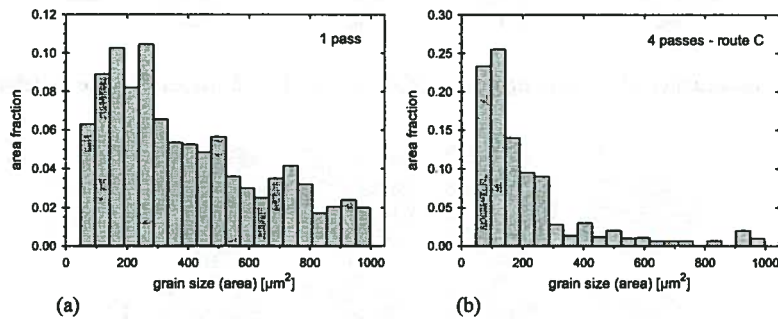 1 pass
area fraction
0.12
0.10
0.08
0.06
0.04
0.02
0.00
0 200 400 600 800 1000
grain size (area) [µm²]
(a)
4 passes - route C
area fraction
0.30
0.25
0.20
0.15
0.10
0.05
0.00
0 200 400 600 800 1000
grain size (area) [µm²]
(b)